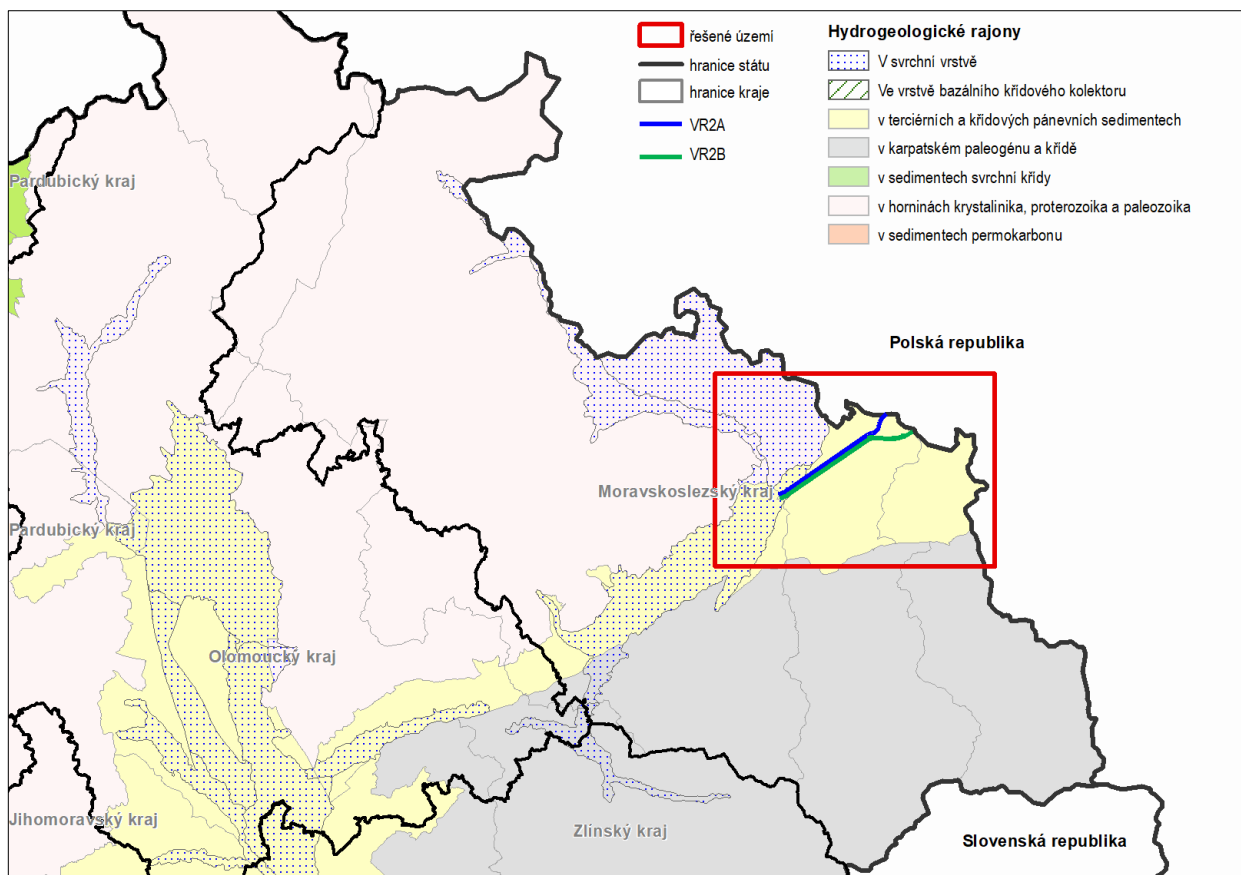 řešené území
hranice státu
hranice kraje
VR2A
VR2B
Hydrogeologické rajony
V svrchní vrstvě
Ve vrstvě bazálního křídového kolektoru
v terciérních a křídových pánevních sedimentech
v karpatském paleogénu a křídě
v sedimentech svrchní křídy
v horninách krystalinika, proterozoika a paleozoika
v sedimentech permokarbonu
Pardubický kraj
Polská republika
Moravskoslezský kraj
Pardubický kraj
Olomoucký kraj
Jihomoravský kraj
Zlínský kraj
Slovenská republika